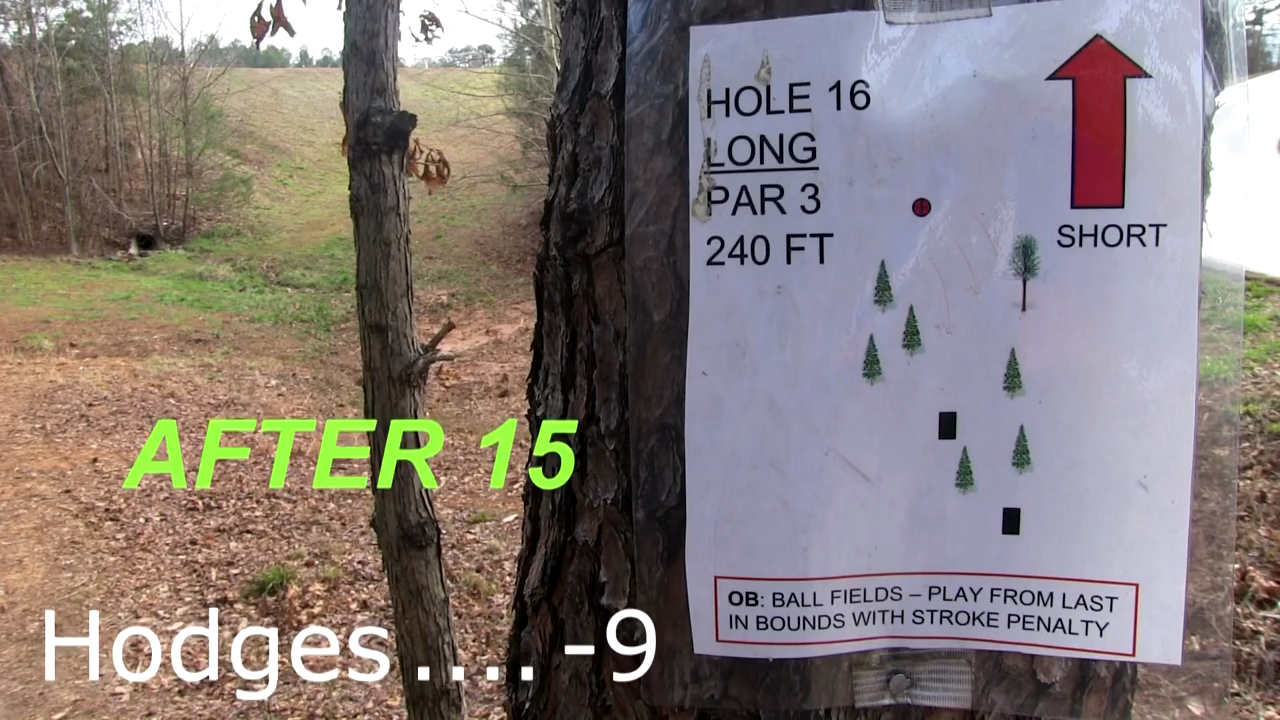 HOLE 16
LONG
PAR 3
240 FT
SHORT
OB: BALL FIELDS – PLAY FROM LAST
IN BOUNDS WITH STROKE PENALTY
AFTER 15
Hodges.... -9